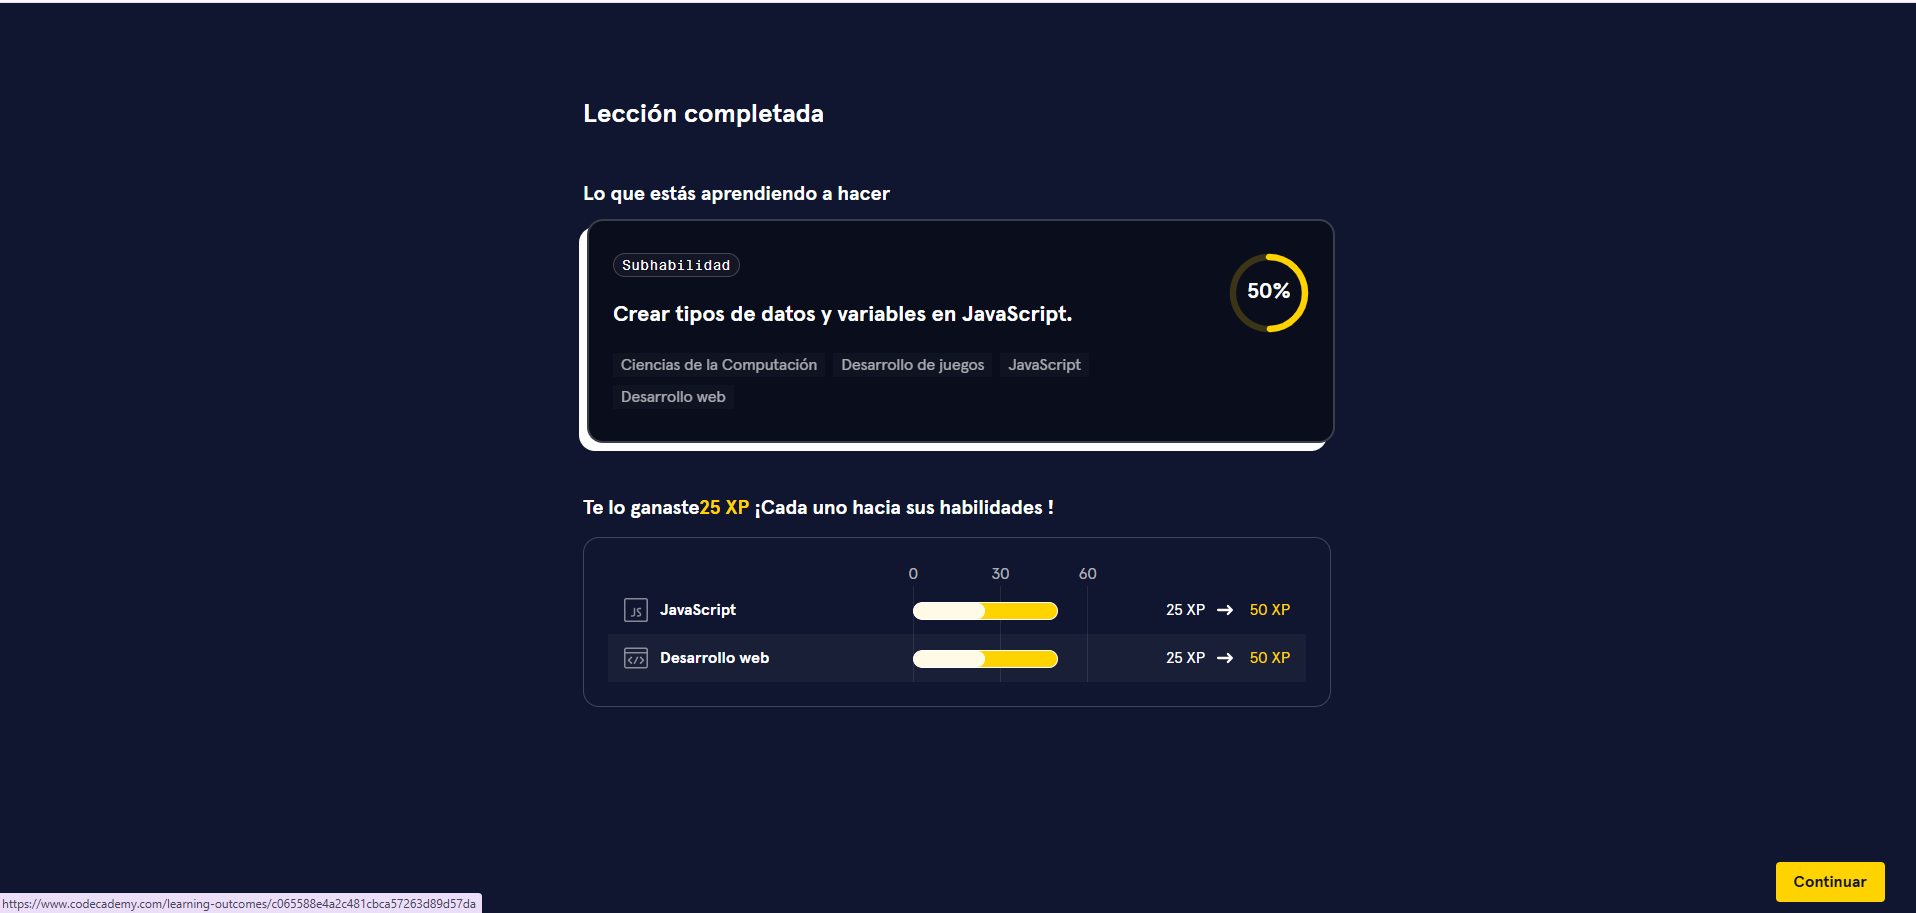 Lección completada
Lo que estás aprendiendo a hacer
Subhabilidad
50%
Crear tipos de datos y variables en JavaScript.
Ciencias de la Computación Desarrollo de juegos JavaScript
Desarrollo web
Te lo ganaste25 XP ¡Cada uno hacia sus habilidades !
0 30 60
JS JavaScript 25 XP → 50 XP
</> Desarrollo web 25 XP → 50 XP
Continuar
https://www.codecademy.com/learning-outcomes/c065588e4a2c481cbca57263d89d57da